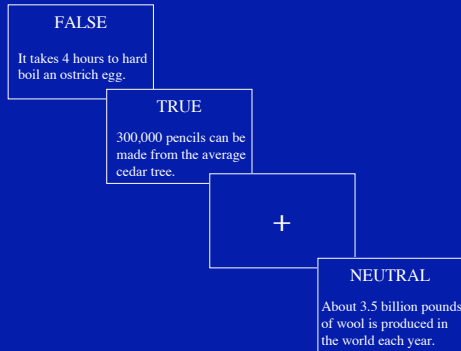 FALSE
It takes 4 hours to hard
boil an ostrich egg.
TRUE
300,000 pencils can be
made from the average
cedar tree.
+
NEUTRAL
About 3.5 billion pounds
of wool is produced in
the world each year.